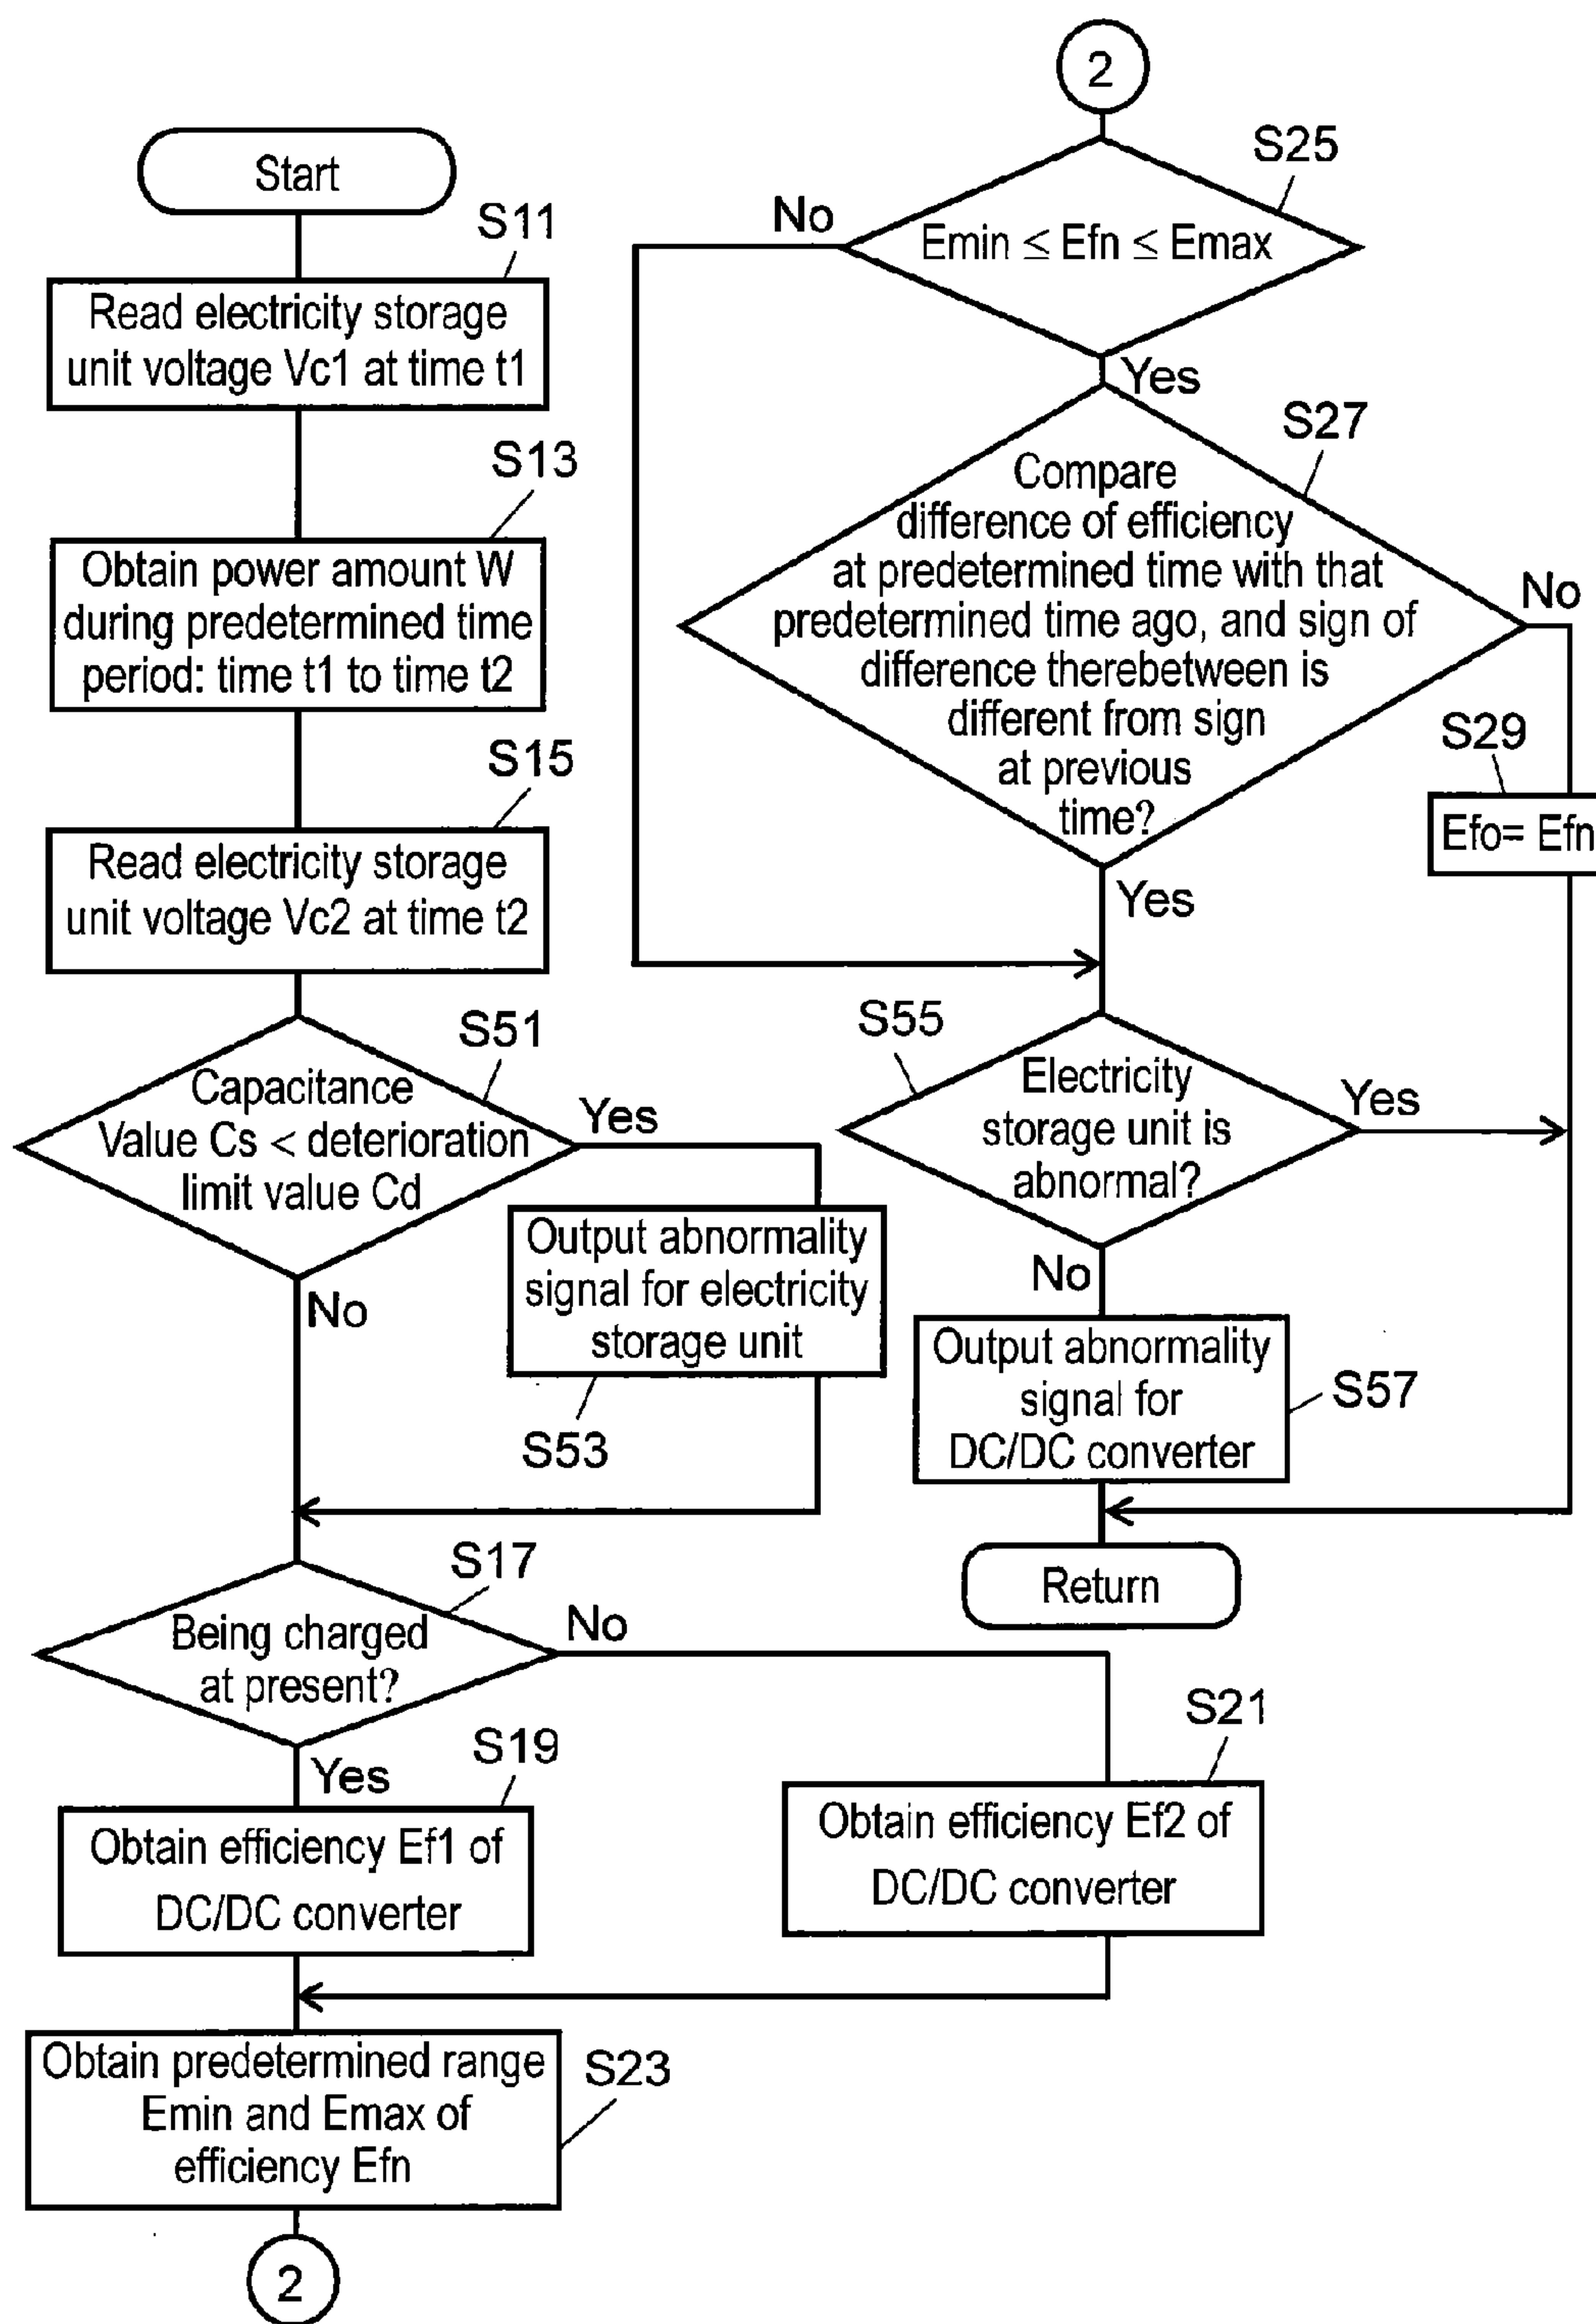 Start
S11
Read electricity storage
unit voltage Vc1 at time t1
S13
Obtain power amount W
during predetermined time
period: time t1 to time t2
S15
Read electricity storage
unit voltage Vc2 at time t2
S51
Capacitance
Value Cs < deterioration
limit value Cd
Yes
No
Output abnormality
signal for electricity
storage unit
S53
S17
Being charged
at present?
No
Yes
S19
Obtain efficiency Ef1 of
DC/DC converter
S21
Obtain efficiency Ef2 of
DC/DC converter
Obtain predetermined range
Emin and Emax of
efficiency Efn
S23
2
2
S25
No
Emin ≤ Efn ≤ Emax
Yes
S27
Compare
difference of efficiency
at predetermined time with that
predetermined time ago, and sign of
difference therebetween is
different from sign
at previous
time?
No
S29
Efo= Efn
Yes
S55
Electricity
storage unit is
abnormal?
Yes
No
Output abnormality
signal for
DC/DC converter
S57
Return